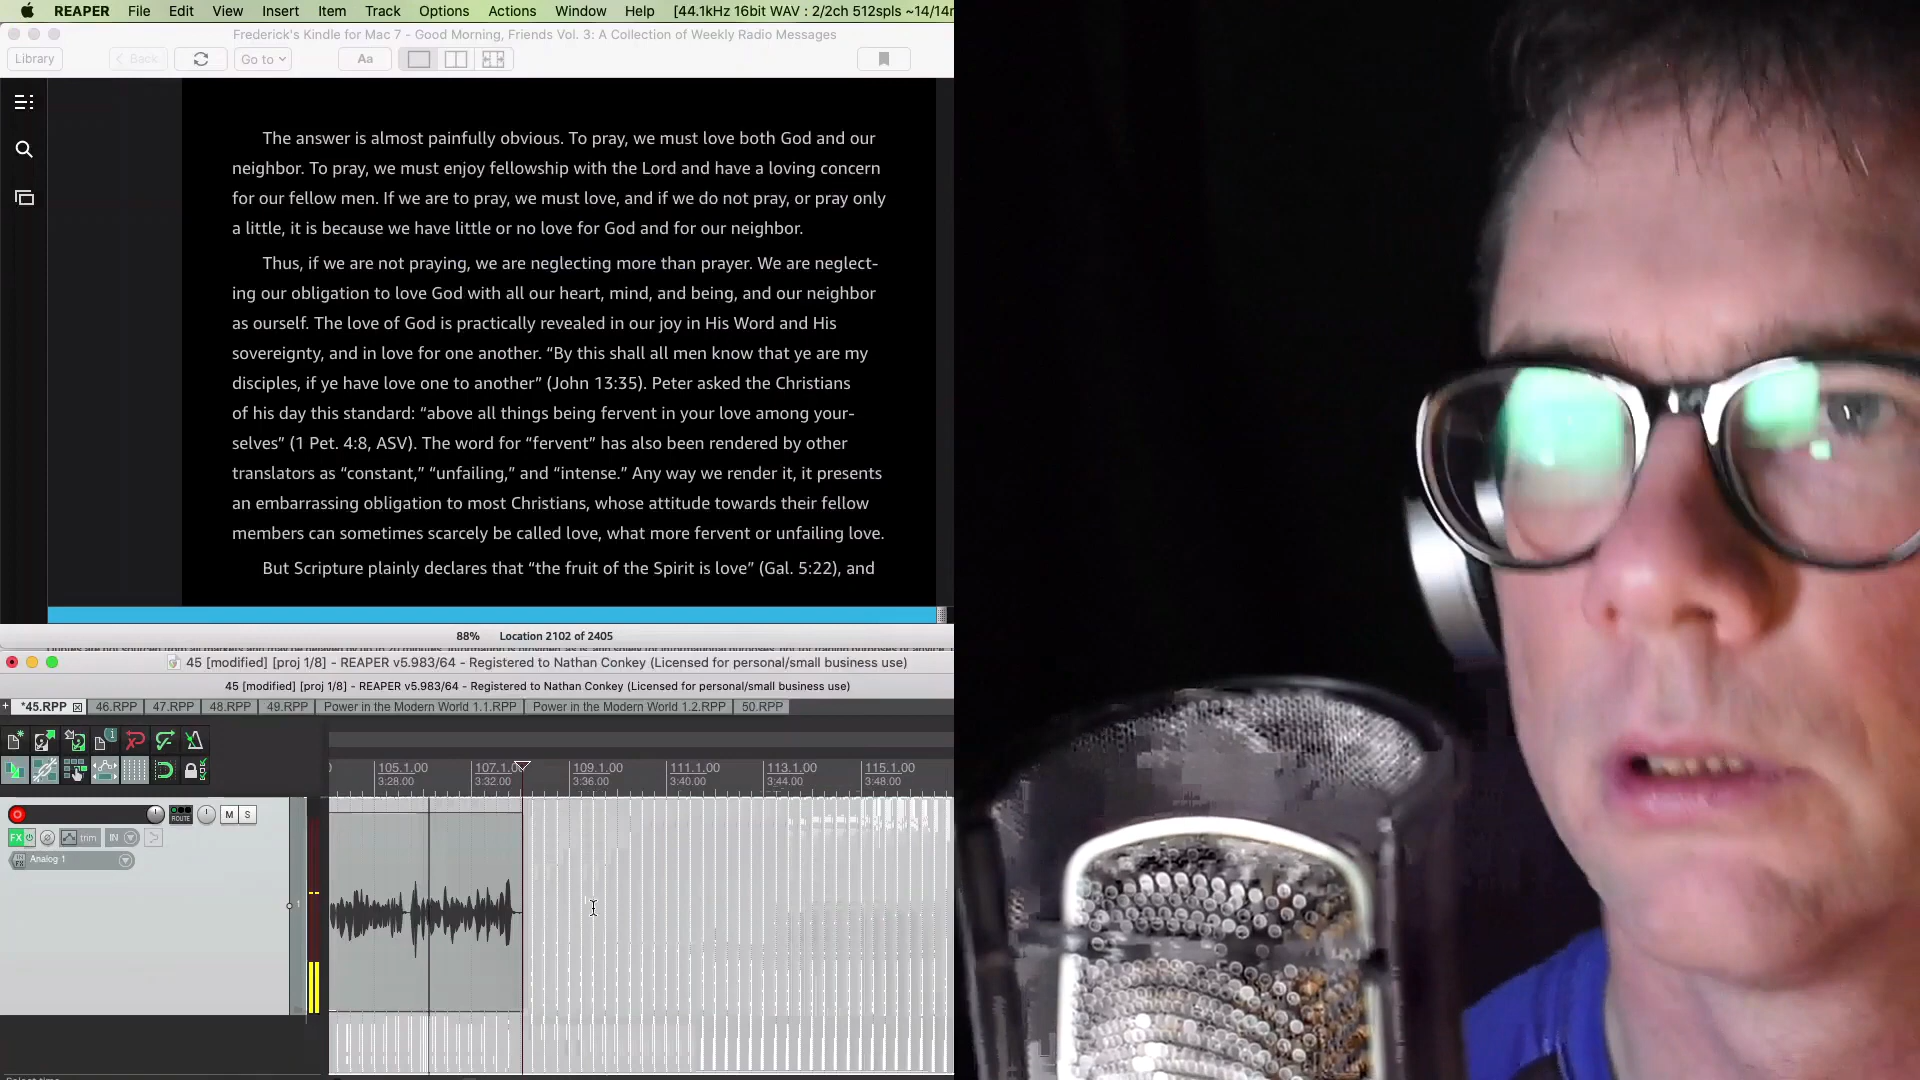 REAPER File Edit View Insert Item Track Options Actions Window Help [44.1kHz 16bit WAV : 2/2ch 512spls ~14/14m
Frederick's Kindle for Mac 7 - Good Morning, Friends Vol. 3: A Collection of Weekly Radio Messages
Library Back Go to Aa
The answer is almost painfully obvious. To pray, we must love both God and our
neighbor. To pray, we must enjoy fellowship with the Lord and have a loving concern
for our fellow men. If we are to pray, we must love, and if we do not pray, or pray only
a little, it is because we have little or no love for God and for our neighbor.
Thus, if we are not praying, we are neglecting more than prayer. We are neglect-
ing our obligation to love God with all our heart, mind, and being, and our neighbor
as ourself. The love of God is practically revealed in our joy in His Word and His
sovereignty, and in love for one another. “By this shall all men know that ye are my
disciples, if ye have love one to another” (John 13:35). Peter asked the Christians
of his day this standard: “above all things being fervent in your love among your-
selves” (1 Pet. 4:8, ASV). The word for “fervent” has also been rendered by other
translators as “constant,” “unfailing,” and “intense.” Any way we render it, it presents
an embarrassing obligation to most Christians, whose attitude towards their fellow
members can sometimes scarcely be called love, what more fervent or unfailing love.
But Scripture plainly declares that “the fruit of the Spirit is love” (Gal. 5:22), and
88% Location 2102 of 2405
45 [modified] [proj 1/8] - REAPER v5.983/64 - Registered to Nathan Conkey (Licensed for personal/small business use)
45 [modified] [proj 1/8] - REAPER v5.983/64 - Registered to Nathan Conkey (Licensed for personal/small business use)
+ *45.RPP 46.RPP 47.RPP 48.RPP 49.RPP Power in the Modern World 1.1.RPP Power in the Modern World 1.2.RPP 50.RPP
105.1.00 107.1. 109.1.00 111.1.00 113.1.00 115.1.00
3:28.00 3:32.00 3:36.00 3:40.00 3:44.00 3:48.00
ROUTE M S
FX trim IN
IN FX Analog 1
1